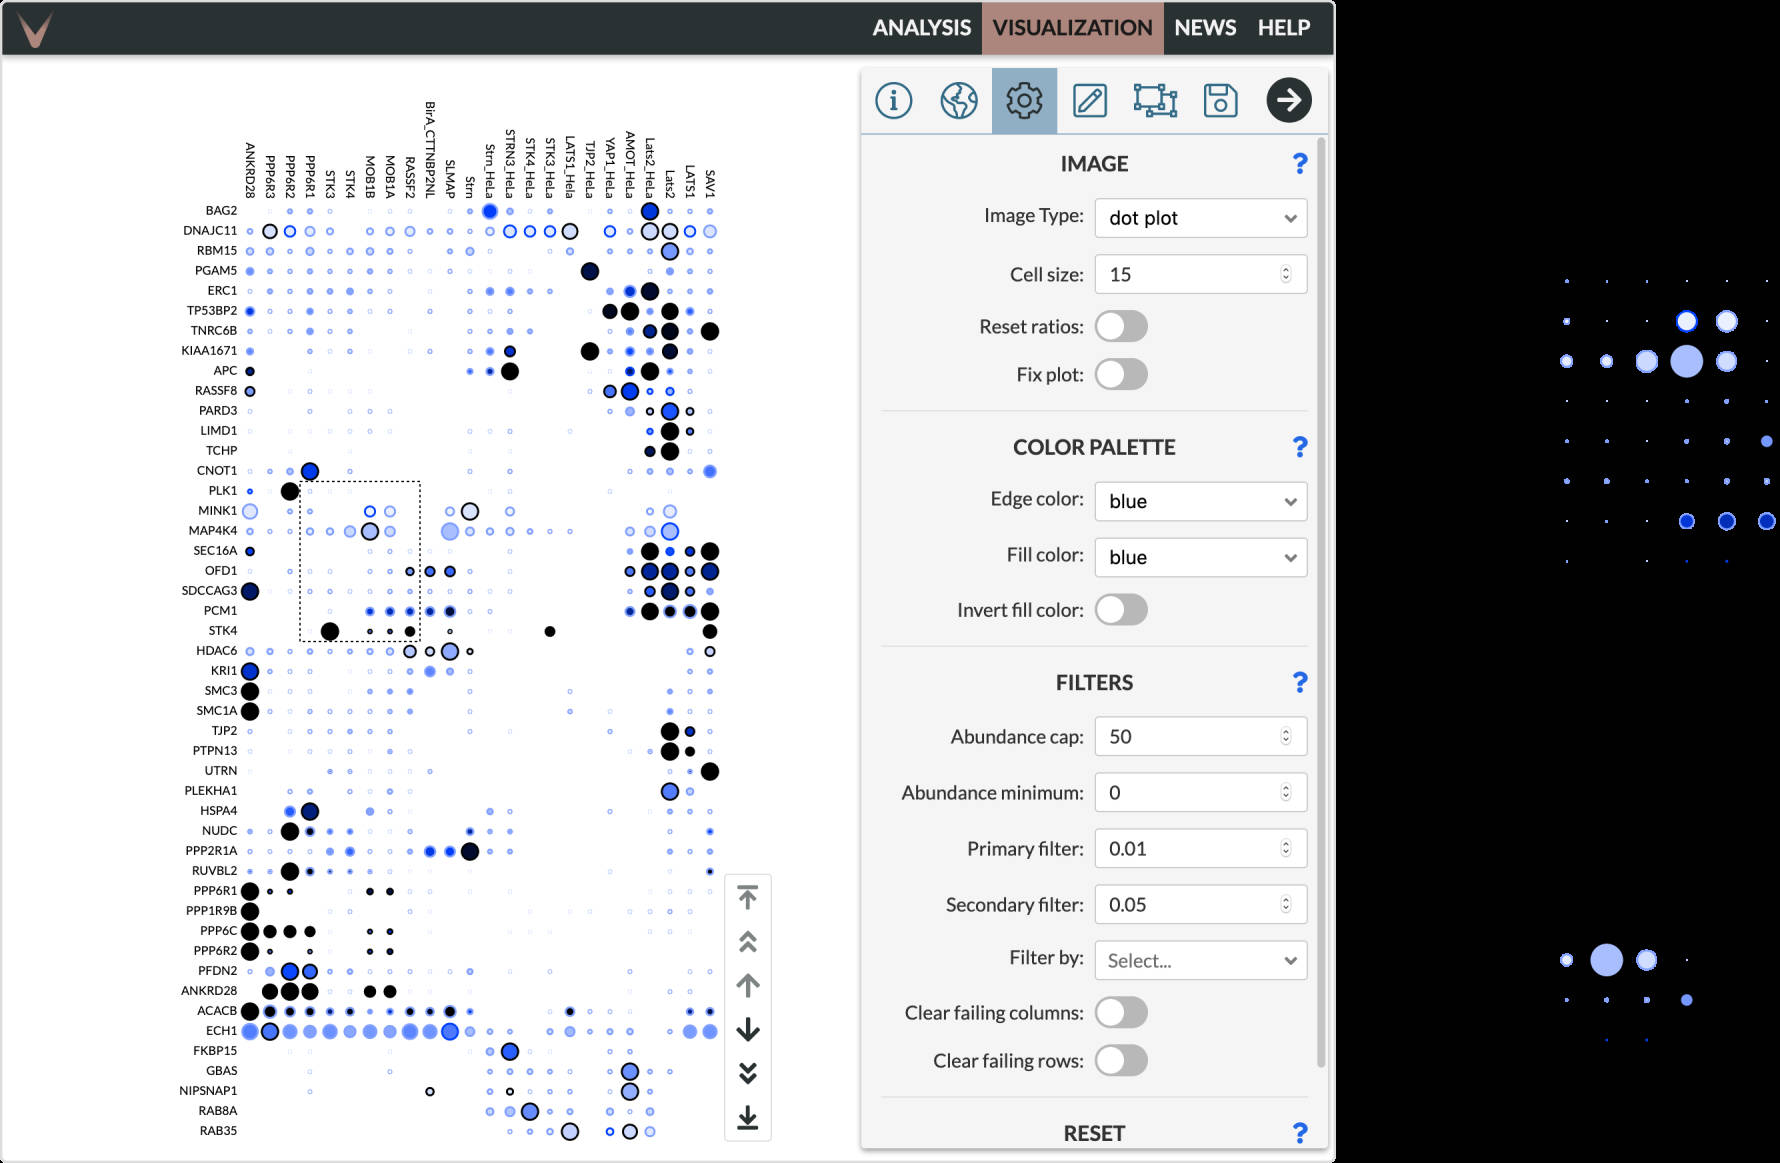 ANALYSIS VISUALIZATION NEWS HELP
ANKRD28
PPP6R3
PPP6R2
PPP6R1
STK3
STK4
MOB1B
MOB1A
RASSF2
BirA_CTTNBP2NL
SLMAP
Strn
Strn_HeLa
STRN3_HeLa
STK4_HeLa
STK3_HeLa
LATS1_Hela
TJP2_HeLa
YAP1_HeLa
AMOT_HeLa
Lats2_HeLa
Lats2
LATS1
SAV1
BAG2
DNAJC11
RBM15
PGAM5
ERC1
TP53BP2
TNRC6B
KIAA1671
APC
RASSF8
PARD3
LIMD1
TCHP
CNOT1
PLK1
MINK1
MAP4K4
SEC16A
OFD1
SDCCAG3
PCM1
STK4
HDAC6
KRI1
SMC3
SMC1A
TJP2
PTPN13
UTRN
PLEKHA1
HSPA4
NUDC
PPP2R1A
RUVBL2
PPP6R1
PPP1R9B
PPP6C
PPP6R2
PFDN2
ANKRD28
ACACB
ECH1
FKBP15
GBAS
NIPSNAP1
RAB8A
RAB35
IMAGE ?
Image Type: dot plot
Cell size: 15
Reset ratios:
Fix plot:
COLOR PALETTE ?
Edge color: blue
Fill color: blue
Invert fill color:
FILTERS ?
Abundance cap: 50
Abundance minimum: 0
Primary filter: 0.01
Secondary filter: 0.05
Filter by: Select...
Clear failing columns:
Clear failing rows:
RESET ?